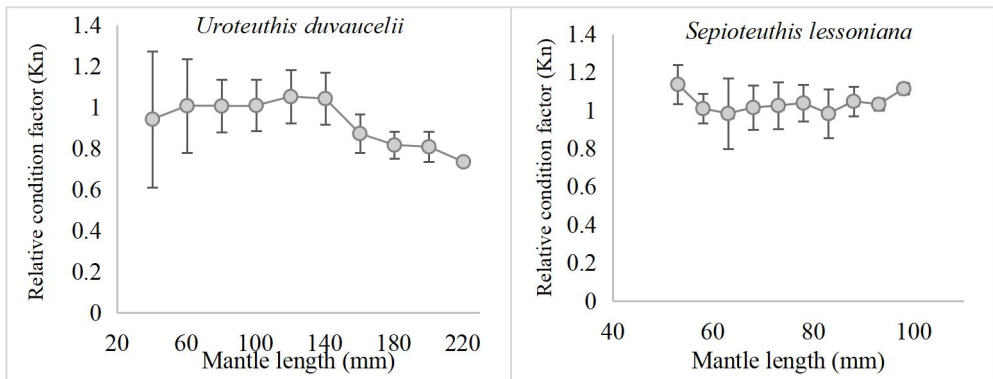 Uroteuthis duvaucelii
Relative condition factor (Kn)
1.4
1.2
1
0.8
0.6
0.4
0.2
0
20 60 100 140 180 220
Mantle length (mm)
Sepioteuthis lessoniana
Relative condition factor (Kn)
1.4
1.2
1
0.8
0.6
0.4
0.2
0
40 60 80 100
Mantle length (mm)